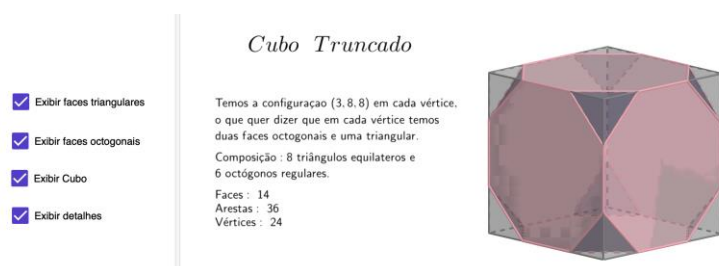 Cubo Truncado
Exibir faces triangulares
Exibir faces octogonais
Exibir Cubo
Exibir detalhes
Temos a configuraçao (3, 8, 8) em cada vértice,
o que quer dizer que em cada vértice temos
duas faces octogonais e uma triangular.
Composição : 8 triângulos equilateros e
6 octógonos regulares.
Faces : 14
Arestas : 36
Vértices : 24